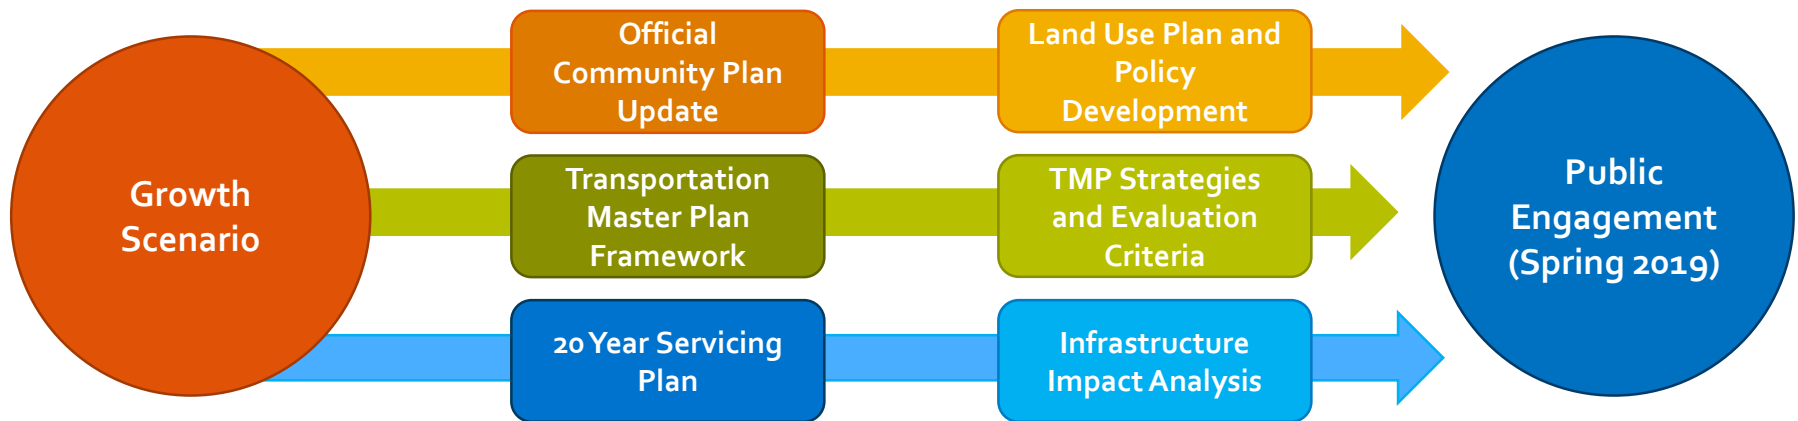 Growth
Scenario
Official
Community Plan
Update
Land Use Plan and
Policy
Development
Transportation
Master Plan
Framework
TMP Strategies
and Evaluation
Criteria
20 Year Servicing
Plan
Infrastructure
Impact Analysis
Public
Engagement
(Spring 2019)